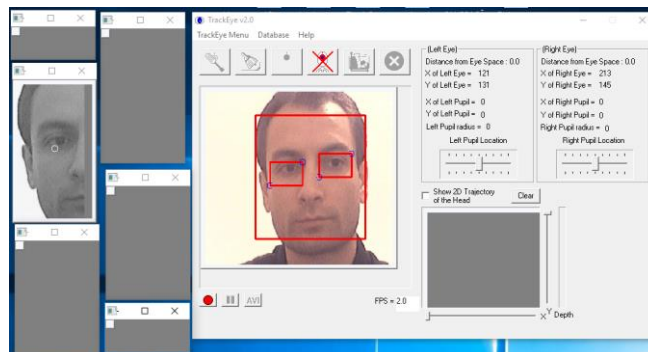 TrackEye v2.0
TrackEye Menu Database Help
AVI
FPS = 2.0
(Left Eye)
Distance from Eye Space : 0.0
X of Left Eye = 121
Y of Left Eye = 131
X of Left Pupil = 0
Y of Left Pupil = 0
Left Pupil radius = 0
Left Pupil Location
(Right Eye)
Distance from Eye Space : 0.0
X of Right Eye = 213
Y of Right Eye = 145
X of Right Pupil = 0
Y of Right Pupil = 0
Right Pupil radius = 0
Right Pupil Location
Show 2D Trajectory
of the Head
Clear
Y
X
Depth